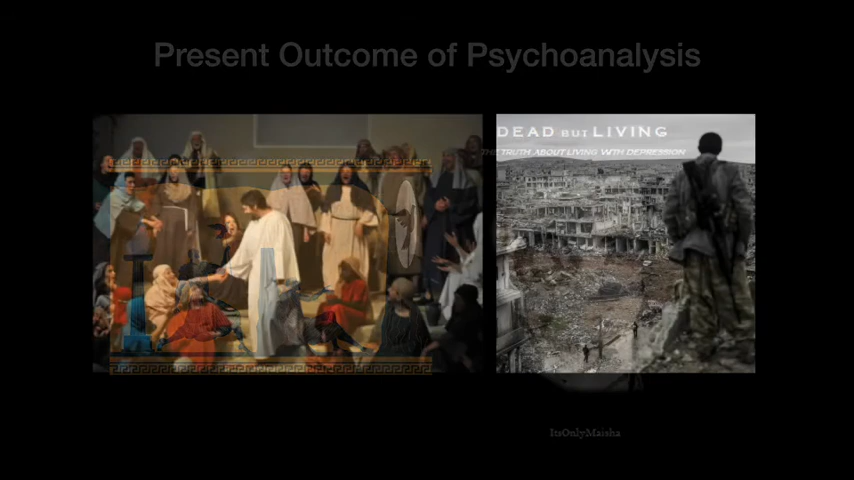 Present Outcome of Psychoanalysis
DEAD BUT LIVING
THE TRUTH ABOUT LIVING WITH DEPRESSION
ItsOnlyMaisha